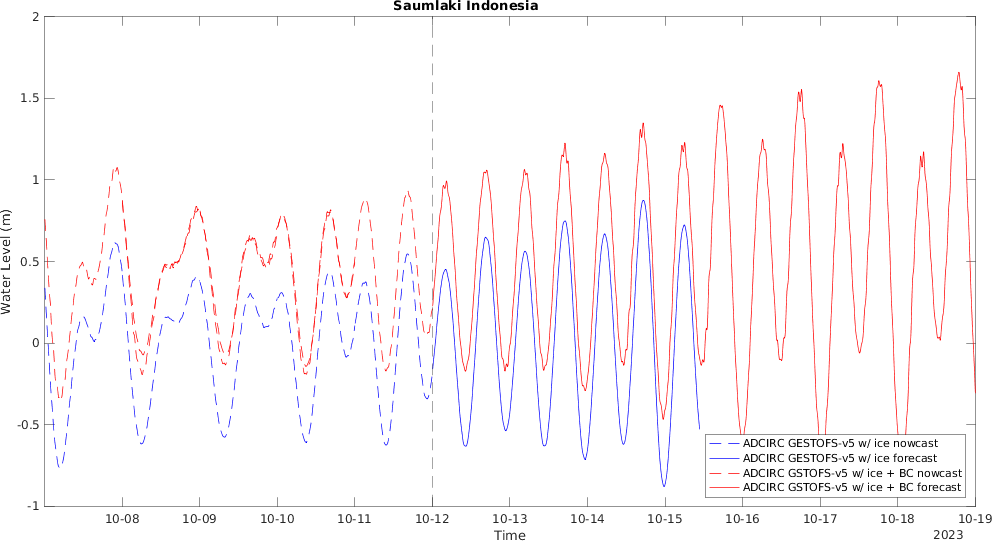 Saumlaki Indonesia
2
1.5
1
0.5
0
-0.5
-1
Water Level (m)
ADCIRC GESTOFS-v5 w/ ice nowcast
ADCIRC GESTOFS-v5 w/ ice forecast
ADCIRC GSTOFS-v5 w/ ice + BC nowcast
ADCIRC GSTOFS-v5 w/ ice + BC forecast
10-08 10-09 10-10 10-11 10-12 10-13 10-14 10-15 10-16 10-17 10-18 10-19
Time
2023